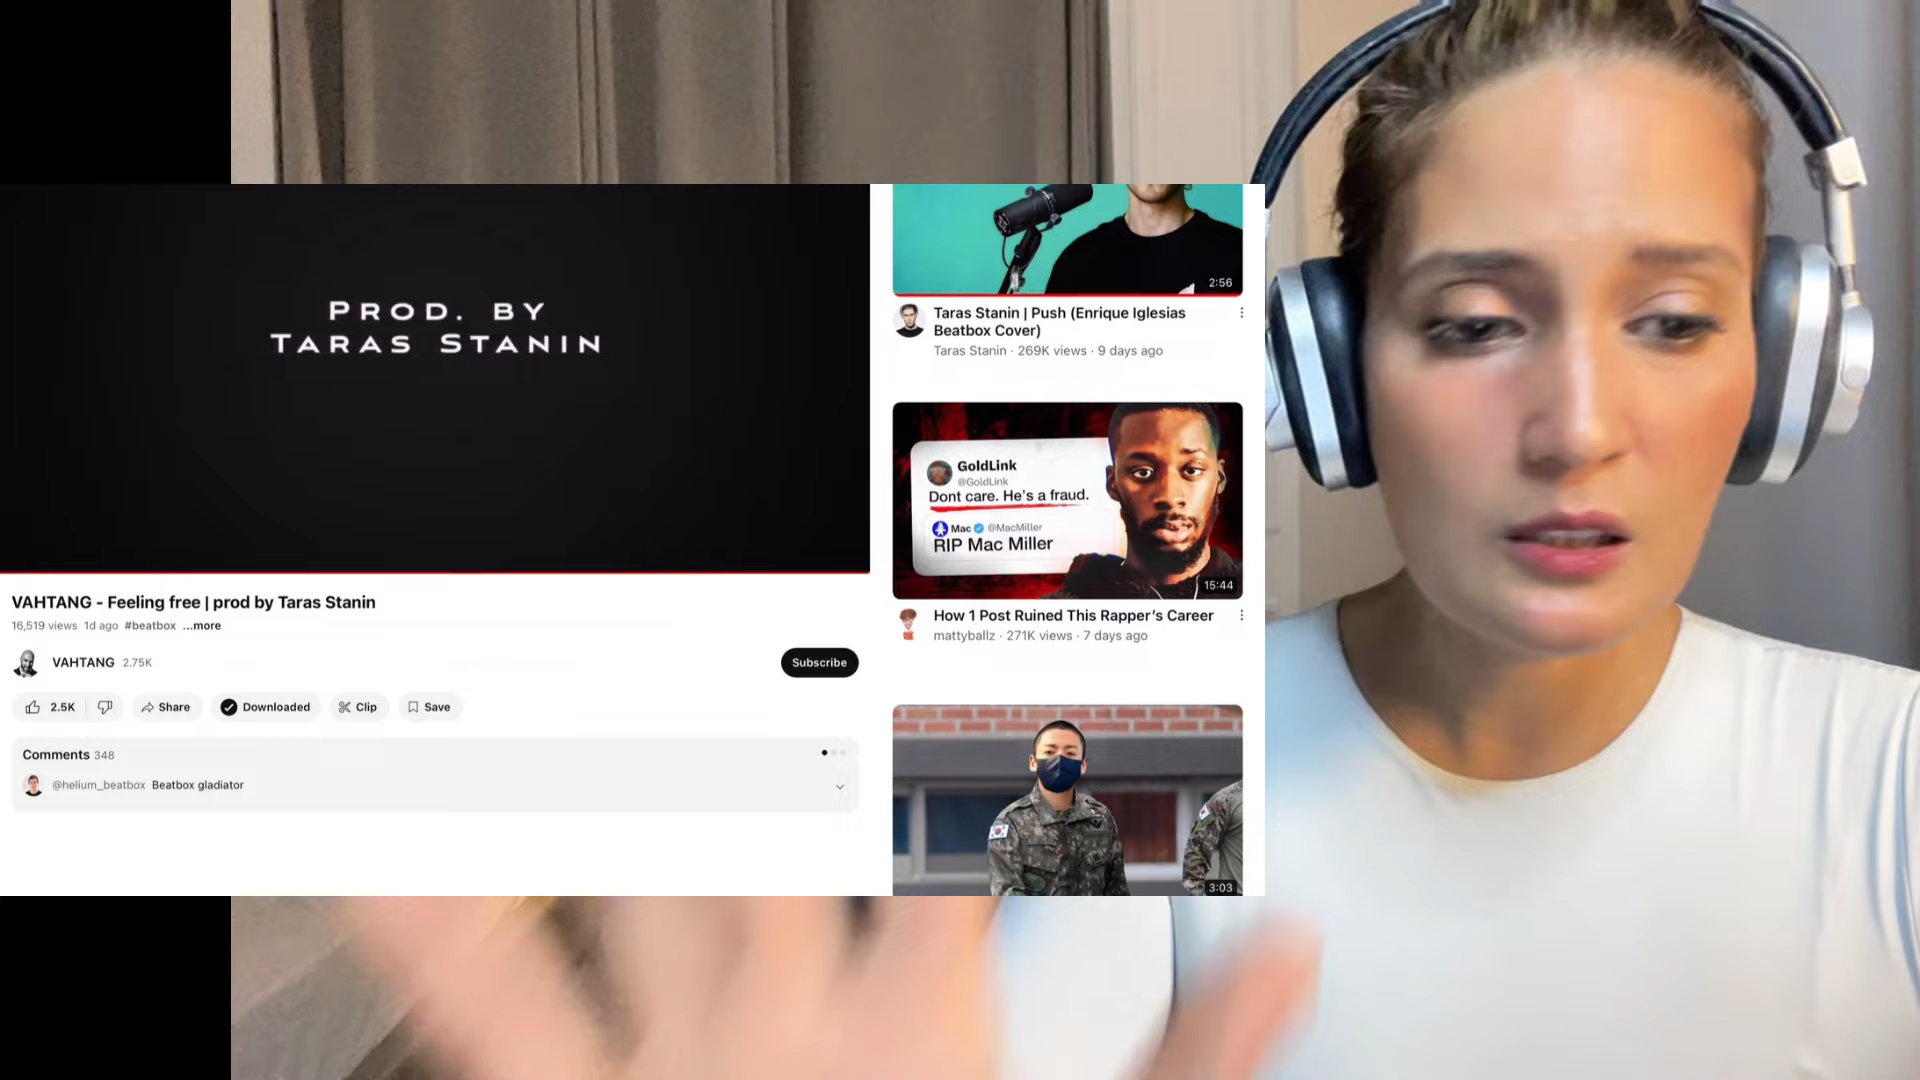 PROD. BY
TARAS STANIN
VAHTANG - Feeling free | prod by Taras Stanin
16,519 views 1d ago #beatbox ...more
VAHTANG 2.75K
Subscribe
2.5K
Share
Downloaded
Clip
Save
Comments 348
@helium_beatbox Beatbox gladiator
2:56
Taras Stanin | Push (Enrique Iglesias
Beatbox Cover)
Taras Stanin · 269K views · 9 days ago
GoldLink
@GoldLink
Dont care. He's a fraud.
Mac @MacMiller
RIP Mac Miller
15:44
How 1 Post Ruined This Rapper's Career
mattyballz · 271K views · 7 days ago
3:03